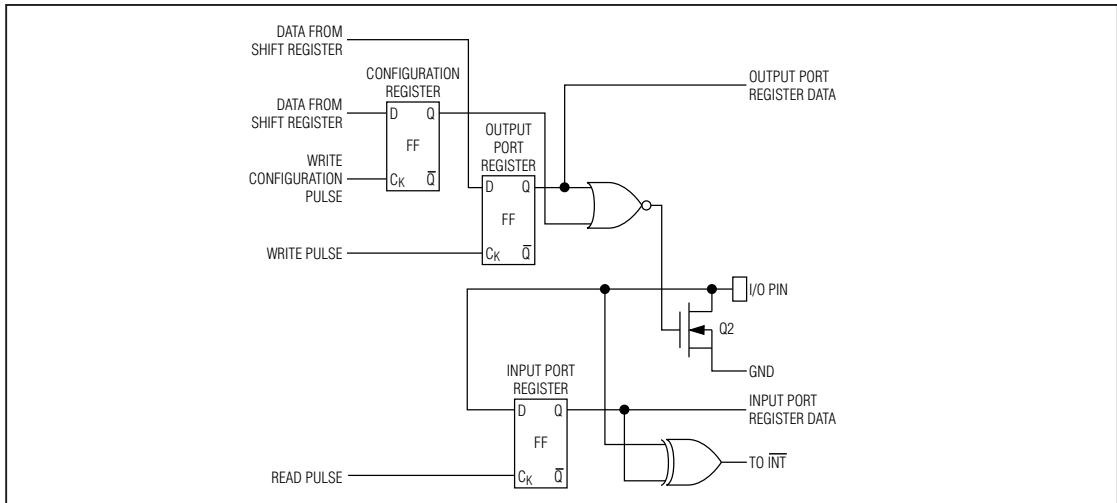 DATA FROM
SHIFT REGISTER
CONFIGURATION
REGISTER
DATA FROM
SHIFT REGISTER
D Q
FF
CK Q̅
WRITE
CONFIGURATION
PULSE
OUTPUT
PORT
REGISTER
D Q
FF
CK Q̅
WRITE PULSE
OUTPUT PORT
REGISTER DATA
I/O PIN
Q2
GND
INPUT PORT
REGISTER
D Q
FF
CK Q̅
READ PULSE
INPUT PORT
REGISTER DATA
TO I̅N̅T̅